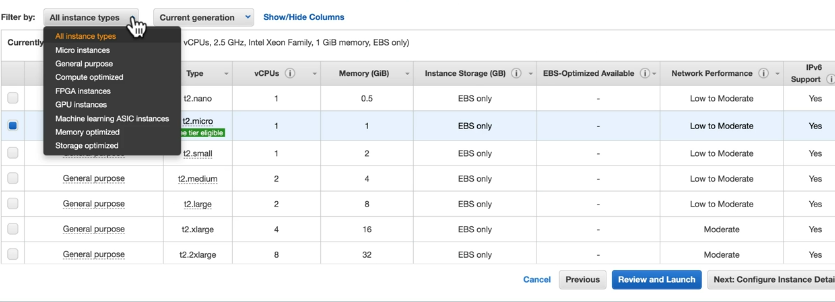 Filter by: All instance types Current generation Show/Hide Columns
All instance types
Currently vCPUs, 2.5 GHz, Intel Xeon Family, 1 GiB memory, EBS only)
Micro instances
General purpose
Compute optimized
FPGA instances
GPU instances
Machine learning ASIC instances
Memory optimized
Storage optimized
Type vCPUs Memory (GiB) Instance Storage (GB) EBS-Optimized Available Network Performance IPv6 Support
t2.nano 1 0.5 EBS only - Low to Moderate Yes
t2.micro 1 1 EBS only - Low to Moderate Yes
tier eligible
General purpose t2.small 1 2 EBS only - Low to Moderate Yes
General purpose t2.medium 2 4 EBS only - Low to Moderate Yes
General purpose t2.large 2 8 EBS only - Low to Moderate Yes
General purpose t2.xlarge 4 16 EBS only - Moderate Yes
General purpose t2.2xlarge 8 32 EBS only - Moderate Yes
Cancel Previous Review and Launch Next: Configure Instance Detai